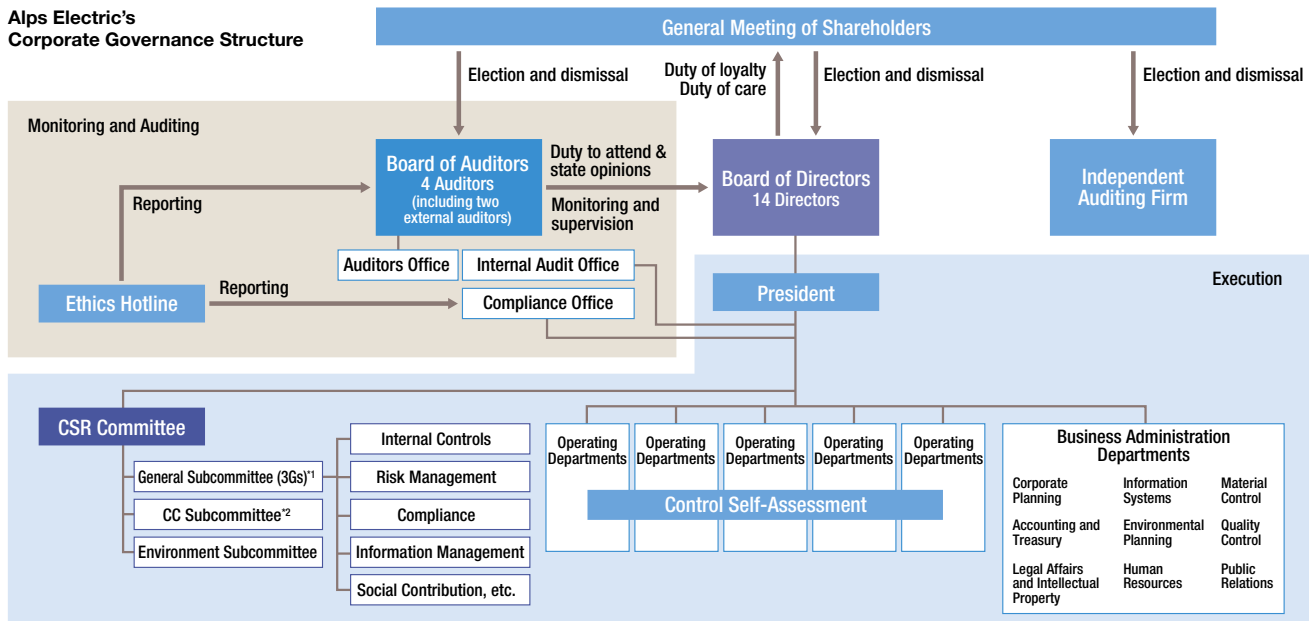 Alps Electric's
Corporate Governance Structure
General Meeting of Shareholders
Election and dismissal
Duty of loyalty
Duty of care
Election and dismissal
Election and dismissal
Monitoring and Auditing
Board of Auditors
4 Auditors
(including two
external auditors)
Duty to attend &
state opinions
Monitoring and
supervision
Board of Directors
14 Directors
Independent
Auditing Firm
Reporting
Auditors Office
Internal Audit Office
Ethics Hotline
Reporting
Compliance Office
President
Execution
CSR Committee
General Subcommittee (3Gs)*1
CC Subcommittee*2
Environment Subcommittee
Internal Controls
Risk Management
Compliance
Information Management
Social Contribution, etc.
Operating
Departments
Operating
Departments
Operating
Departments
Operating
Departments
Operating
Departments
Control Self-Assessment
Business Administration
Departments
Corporate
Planning
Information
Systems
Material
Control
Accounting and
Treasury
Environmental
Planning
Quality
Control
Legal Affairs
and Intellectual
Property
Human
Resources
Public
Relations